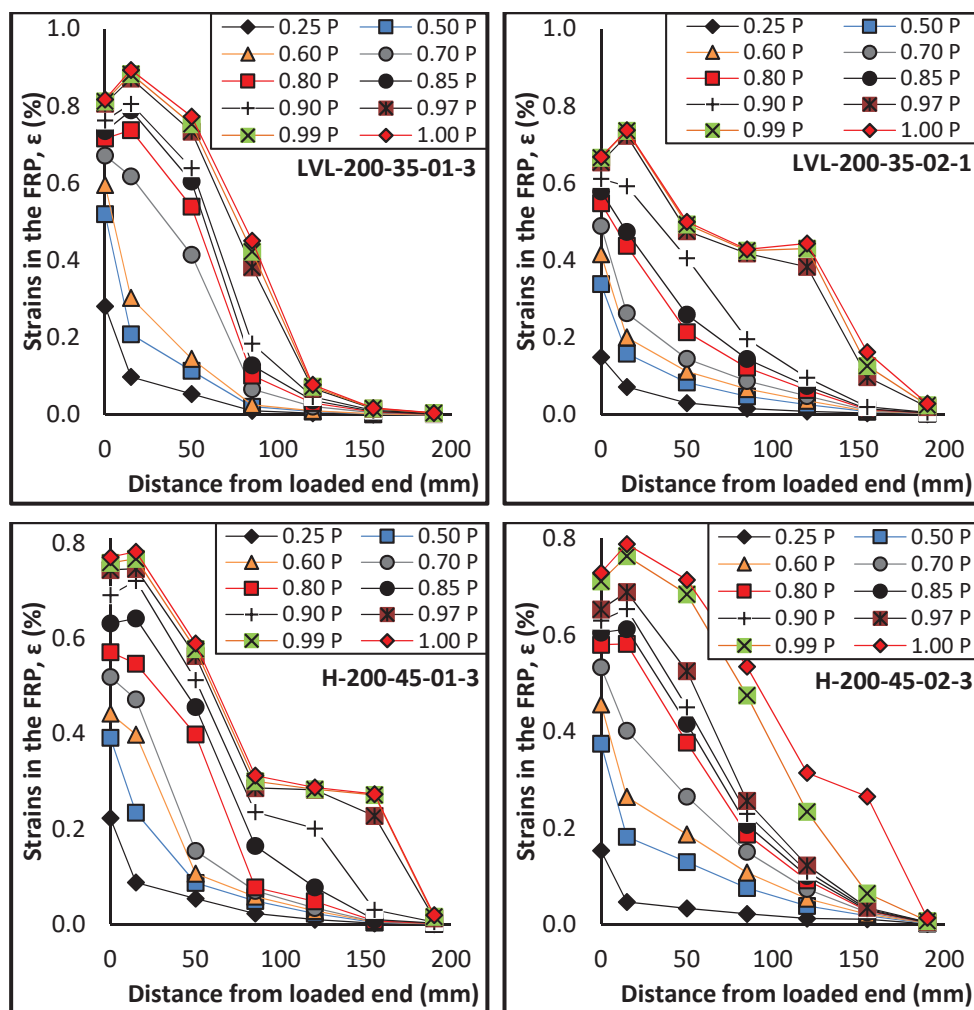 1.0
0.8
0.6
0.4
0.2
0.0
Strains in the FRP, ε (%)
0.25 P 0.50 P
0.60 P 0.70 P
0.80 P 0.85 P
0.90 P 0.97 P
0.99 P 1.00 P
LVL-200-35-01-3
0 50 100 150 200
Distance from loaded end (mm)
1.0
0.8
0.6
0.4
0.2
0.0
Strains in the FRP, ε (%)
0.25 P 0.50 P
0.60 P 0.70 P
0.80 P 0.85 P
0.90 P 0.97 P
0.99 P 1.00 P
LVL-200-35-02-1
0 50 100 150 200
Distance from loaded end (mm)
0.8
0.6
0.4
0.2
0.0
Strains in the FRP, ε (%)
0.25 P 0.50 P
0.60 P 0.70 P
0.80 P 0.85 P
0.90 P 0.97 P
0.99 P 1.00 P
H-200-45-01-3
0 50 100 150 200
Distance from loaded end (mm)
0.8
0.6
0.4
0.2
0.0
Strains in the FRP, ε (%)
0.25 P 0.50 P
0.60 P 0.70 P
0.80 P 0.85 P
0.90 P 0.97 P
0.99 P 1.00 P
H-200-45-02-3
0 50 100 150 200
Distance from loaded end (mm)